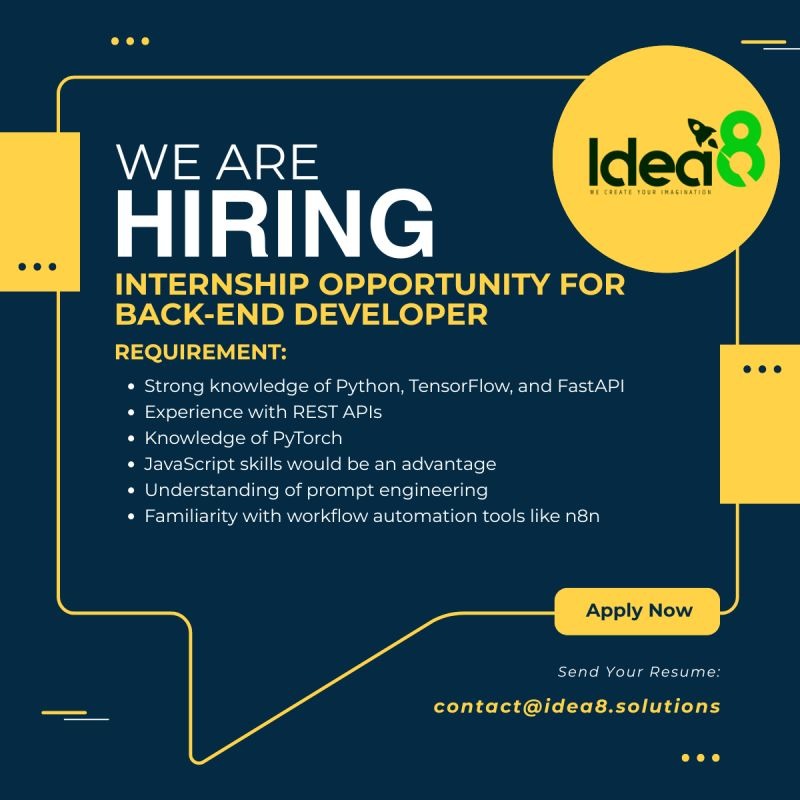 Idea8
WE CREATE YOUR IMAGINATION
WE ARE
HIRING
INTERNSHIP OPPORTUNITY FOR
BACK-END DEVELOPER
REQUIREMENT:
• Strong knowledge of Python, TensorFlow, and FastAPI
• Experience with REST APIs
• Knowledge of PyTorch
• JavaScript skills would be an advantage
• Understanding of prompt engineering
• Familiarity with workflow automation tools like n8n
Apply Now
Send Your Resume:
contact@idea8.solutions